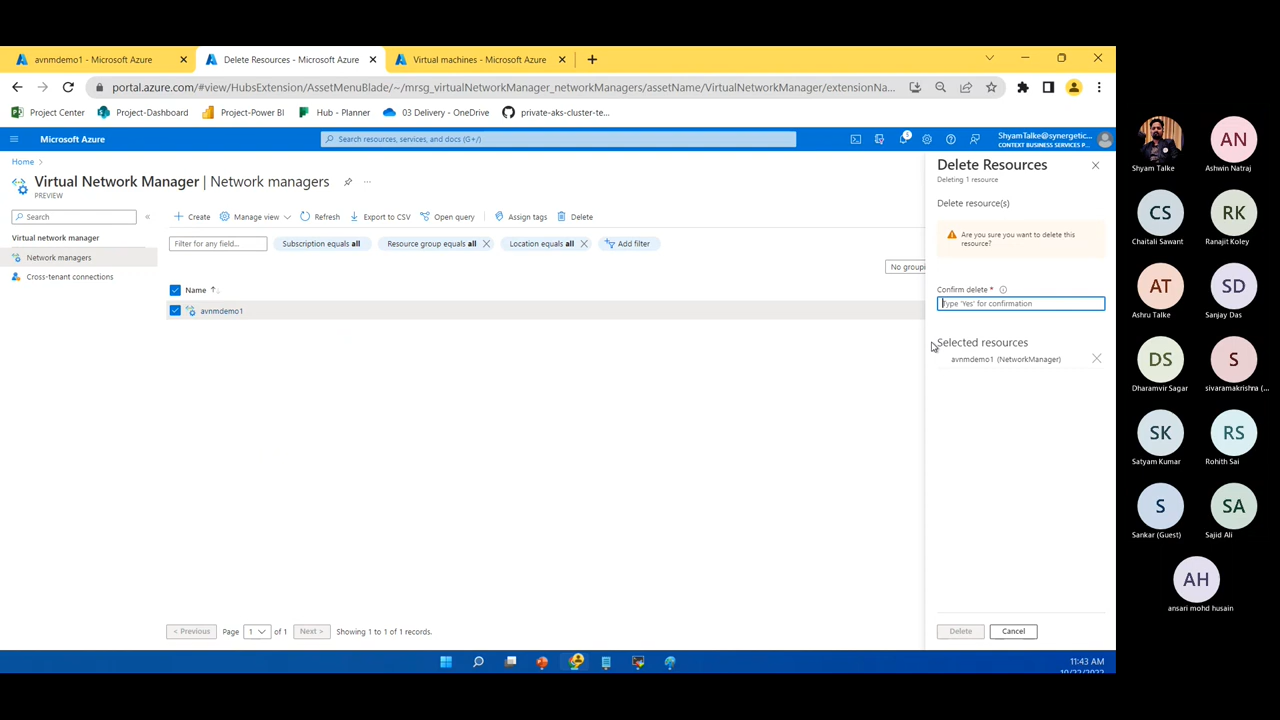 avnmdemo1 - Microsoft Azure
Delete Resources - Microsoft Azure
Virtual machines - Microsoft Azure
portal.azure.com/#view/HubsExtension/AssetMenuBlade/~/mrsg_virtualNetworkManager_networkManagers/assetName/VirtualNetworkManager/extensionNa...
Project Center
Project-Dashboard
Project-Power BI
Hub - Planner
03 Delivery - OneDrive
private-aks-cluster-te...
Microsoft Azure
Search resources, services, and docs (G+/)
ShyamTalke@synergetic...
CONTEXT BUSINESS SERVICES P...
Home
Virtual Network Manager | Network managers
PREVIEW
Search
Virtual network manager
Network managers
Cross-tenant connections
Create
Manage view
Refresh
Export to CSV
Open query
Assign tags
Delete
Filter for any field...
Subscription equals all
Resource group equals all
Location equals all
Add filter
No groupi
Name
avnmdemo1
< Previous
Page
1
of 1
Next >
Showing 1 to 1 of 1 records.
Delete Resources
Deleting 1 resource
Delete resource(s)
Are you sure you want to delete this
resource?
Confirm delete *
Type 'Yes' for confirmation
Selected resources
avnmdemo1 (NetworkManager)
Delete
Cancel
11:43 AM
Shyam Talke
AN
Ashwin Natraj
CS
Chaitali Sawant
RK
Ranajit Koley
AT
Ashru Talke
SD
Sanjay Das
DS
Dharamvir Sagar
S
sivaramakrishna (...
SK
Satyam Kumar
RS
Rohith Sai
S
Sankar (Guest)
SA
Sajid Ali
AH
ansari mohd husain